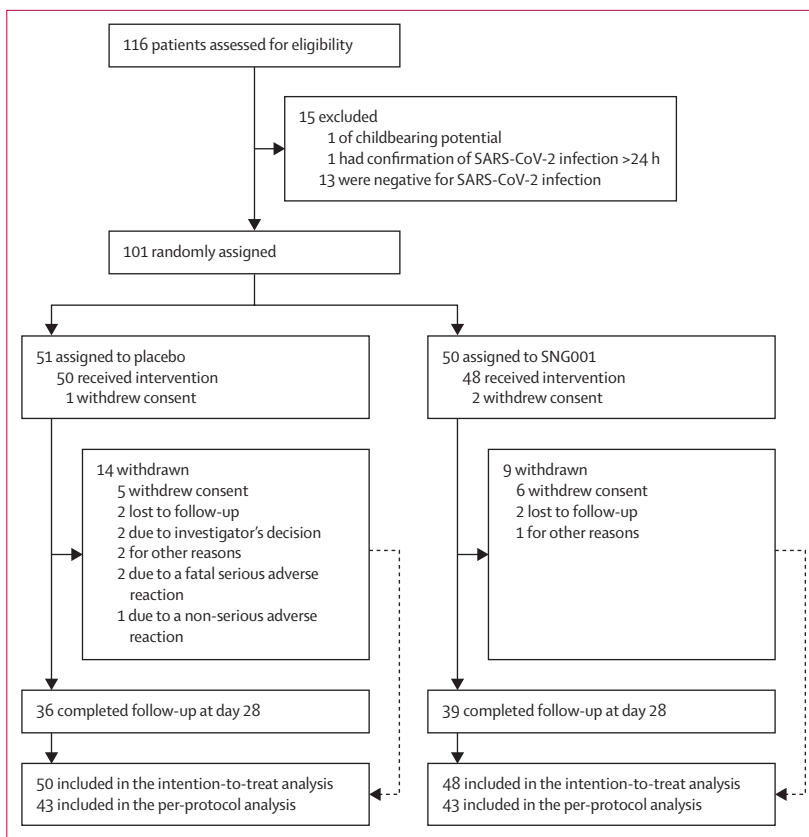 116 patients assessed for eligibility
15 excluded
1 of childbearing potential
1 had confirmation of SARS-CoV-2 infection >24 h
13 were negative for SARS-CoV-2 infection
101 randomly assigned
51 assigned to placebo
50 received intervention
1 withdrew consent
50 assigned to SNG001
48 received intervention
2 withdrew consent
14 withdrawn
5 withdrew consent
2 lost to follow-up
2 due to investigator's decision
2 for other reasons
2 due to a fatal serious adverse
reaction
1 due to a non-serious adverse
reaction
9 withdrawn
6 withdrew consent
2 lost to follow-up
1 for other reasons
36 completed follow-up at day 28
39 completed follow-up at day 28
50 included in the intention-to-treat analysis
43 included in the per-protocol analysis
48 included in the intention-to-treat analysis
43 included in the per-protocol analysis